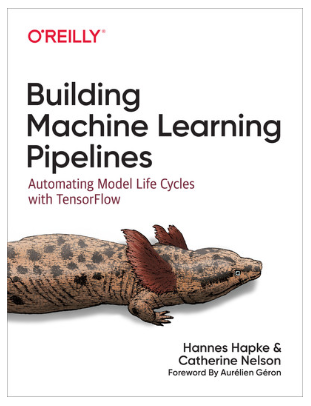 O'REILLY®
Building
Machine Learning
Pipelines
Automating Model Life Cycles
with TensorFlow
Hannes Hapke &
Catherine Nelson
Foreword By Aurélien Géron